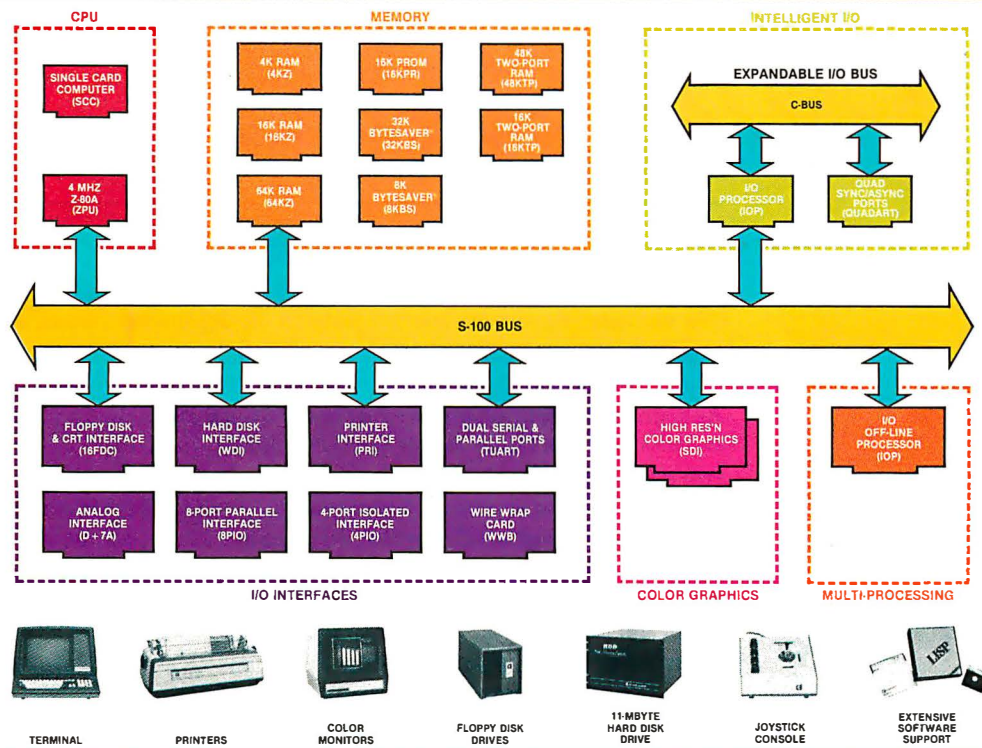 CPU
MEMORY
INTELLIGENT I/O
SINGLE CARD
COMPUTER
(SCC)
4 MHZ
Z-80A
(ZPU)
4K RAM
(4KZ)
16K PROM
(16KPR)
48K
TWO-PORT
RAM
(48KTP)
16K RAM
(16KZ)
32K
BYTESAVER®
(32KBS)
16K
TWO-PORT
RAM
(16KTP)
64K RAM
(64KZ)
8K
BYTESAVER®
(8KBS)
EXPANDABLE I/O BUS
C-BUS
I/O
PROCESSOR
(IOP)
QUAD
SYNC/ASYNC
PORTS
(QUADART)
S-100 BUS
FLOPPY DISK
& CRT INTERFACE
(16FDC)
HARD DISK
INTERFACE
(WDI)
PRINTER
INTERFACE
(PRI)
DUAL SERIAL &
PARALLEL PORTS
(TUART)
ANALOG
INTERFACE
(D + 7A)
8-PORT PARALLEL
INTERFACE
(8PIO)
4-PORT ISOLATED
INTERFACE
(4PIO)
WIRE WRAP
CARD
(WWB)
HIGH RES'N
COLOR GRAPHICS
(SDI)
I/O
OFF-LINE
PROCESSOR
(IOP)
I/O INTERFACES
COLOR GRAPHICS
MULTI-PROCESSING
HDD
LISP
TERMINAL
PRINTERS
COLOR
MONITORS
FLOPPY DISK
DRIVES
11-MBYTE
HARD DISK
DRIVE
JOYSTICK
CONSOLE
EXTENSIVE
SOFTWARE
SUPPORT